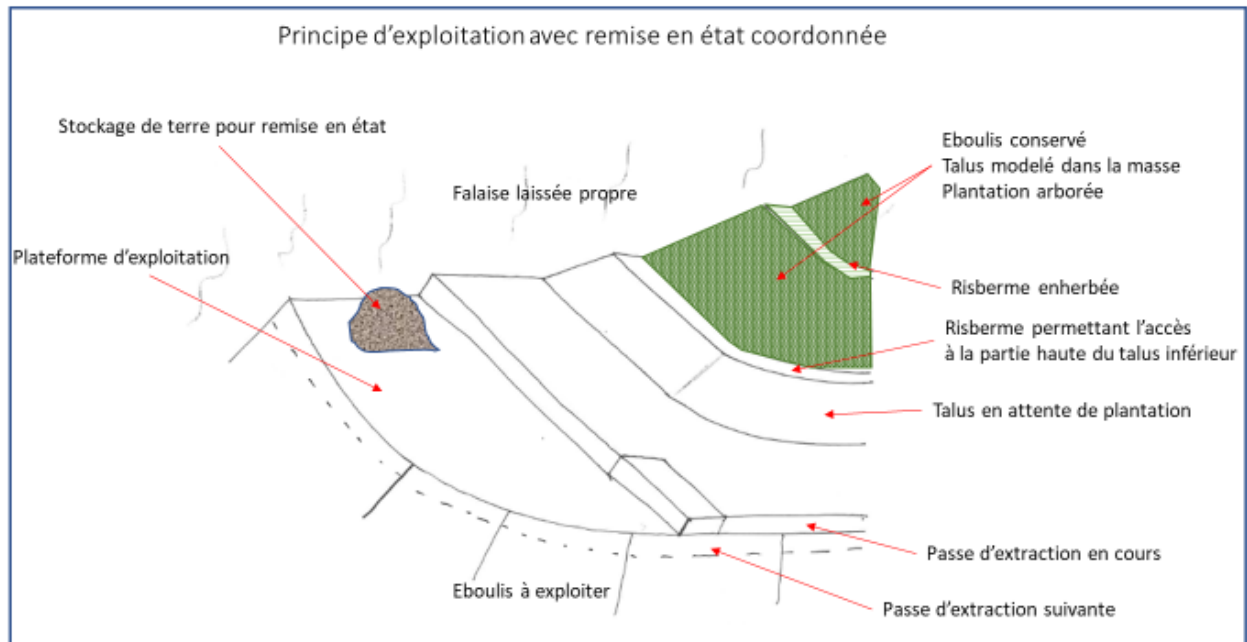 Principe d'exploitation avec remise en état coordonnée
Stockage de terre pour remise en état
Falaise laissée propre
Plateforme d'exploitation
Eboulis conservé
Talus modelé dans la masse
Plantation arborée
Risberme enherbée
Risberme permettant l'accès
à la partie haute du talus inférieur
Talus en attente de plantation
Passe d'extraction en cours
Eboulis à exploiter
Passe d'extraction suivante